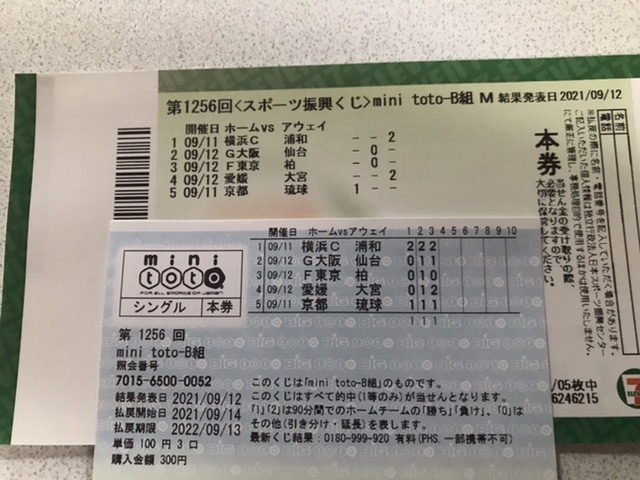 第1256回<スポーツ振興くじ>mini toto-B組 M 結果発表日2021/09/12
開催日 ホームvs アウェイ
1 09/11 横浜C 浦和 --2
2 09/12 G大阪 仙台 -0-
3 09/12 F東京 柏 -0-
4 09/12 愛媛 大宮 --2
5 09/11 京都 琉球 1--
本券
名前
電話
/05枚中
6246215
mini
toto
FOR ALL SPORTS OF JAPAN
シングル 本券
第 1256 回
mini toto-B組
照会番号
7015-6500-0052
結果発表日 2021/09/12
払戻開始日 2021/09/14
払戻期限 2022/09/13
単価 100円 3口
購入金額 300円
開催日 ホームvsアウェイ 1 2 3 4 5 6 7 8 9 10
1 09/11 横浜C 浦和 2 2 2
2 09/12 G大阪 仙台 0 1 1
3 09/12 F東京 柏 0 1 0
4 09/12 愛媛 大宮 0 1 2
5 09/11 京都 琉球 1 1 1
1 1 1
このくじは「mini toto-B組」のものです。
このくじはすべて的中(1等のみ)が当せんとなります。
「1」「2」は90分間でのホームチームの「勝ち」「負け」、「0」は
その他(引き分け・延長)を表します。
最新くじ結果:0180-999-920 有料(PHS、一部携帯不可)